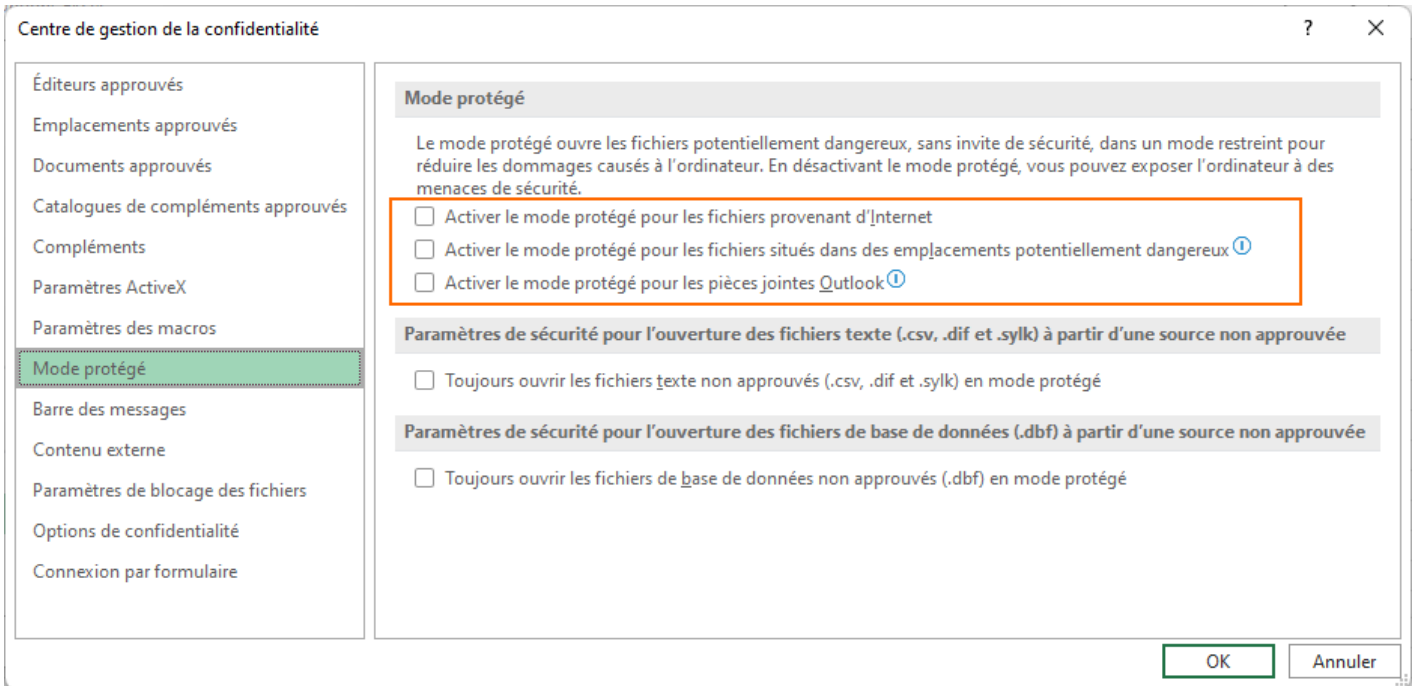 Centre de gestion de la confidentialité
?
Éditeurs approuvés
Emplacements approuvés
Documents approuvés
Catalogues de compléments approuvés
Compléments
Paramètres ActiveX
Paramètres des macros
Mode protégé
Barre des messages
Contenu externe
Paramètres de blocage des fichiers
Options de confidentialité
Connexion par formulaire
Mode protégé
Le mode protégé ouvre les fichiers potentiellement dangereux, sans invite de sécurité, dans un mode restreint pour
réduire les dommages causés à l’ordinateur. En désactivant le mode protégé, vous pouvez exposer l’ordinateur à des
menaces de sécurité.
Activer le mode protégé pour les fichiers provenant d’Internet
Activer le mode protégé pour les fichiers situés dans des emplacements potentiellement dangereux
Activer le mode protégé pour les pièces jointes Outlook
Paramètres de sécurité pour l’ouverture des fichiers texte (.csv, .dif et .sylk) à partir d’une source non approuvée
Toujours ouvrir les fichiers texte non approuvés (.csv, .dif et .sylk) en mode protégé
Paramètres de sécurité pour l’ouverture des fichiers de base de données (.dbf) à partir d’une source non approuvée
Toujours ouvrir les fichiers de base de données non approuvés (.dbf) en mode protégé
OK
Annuler